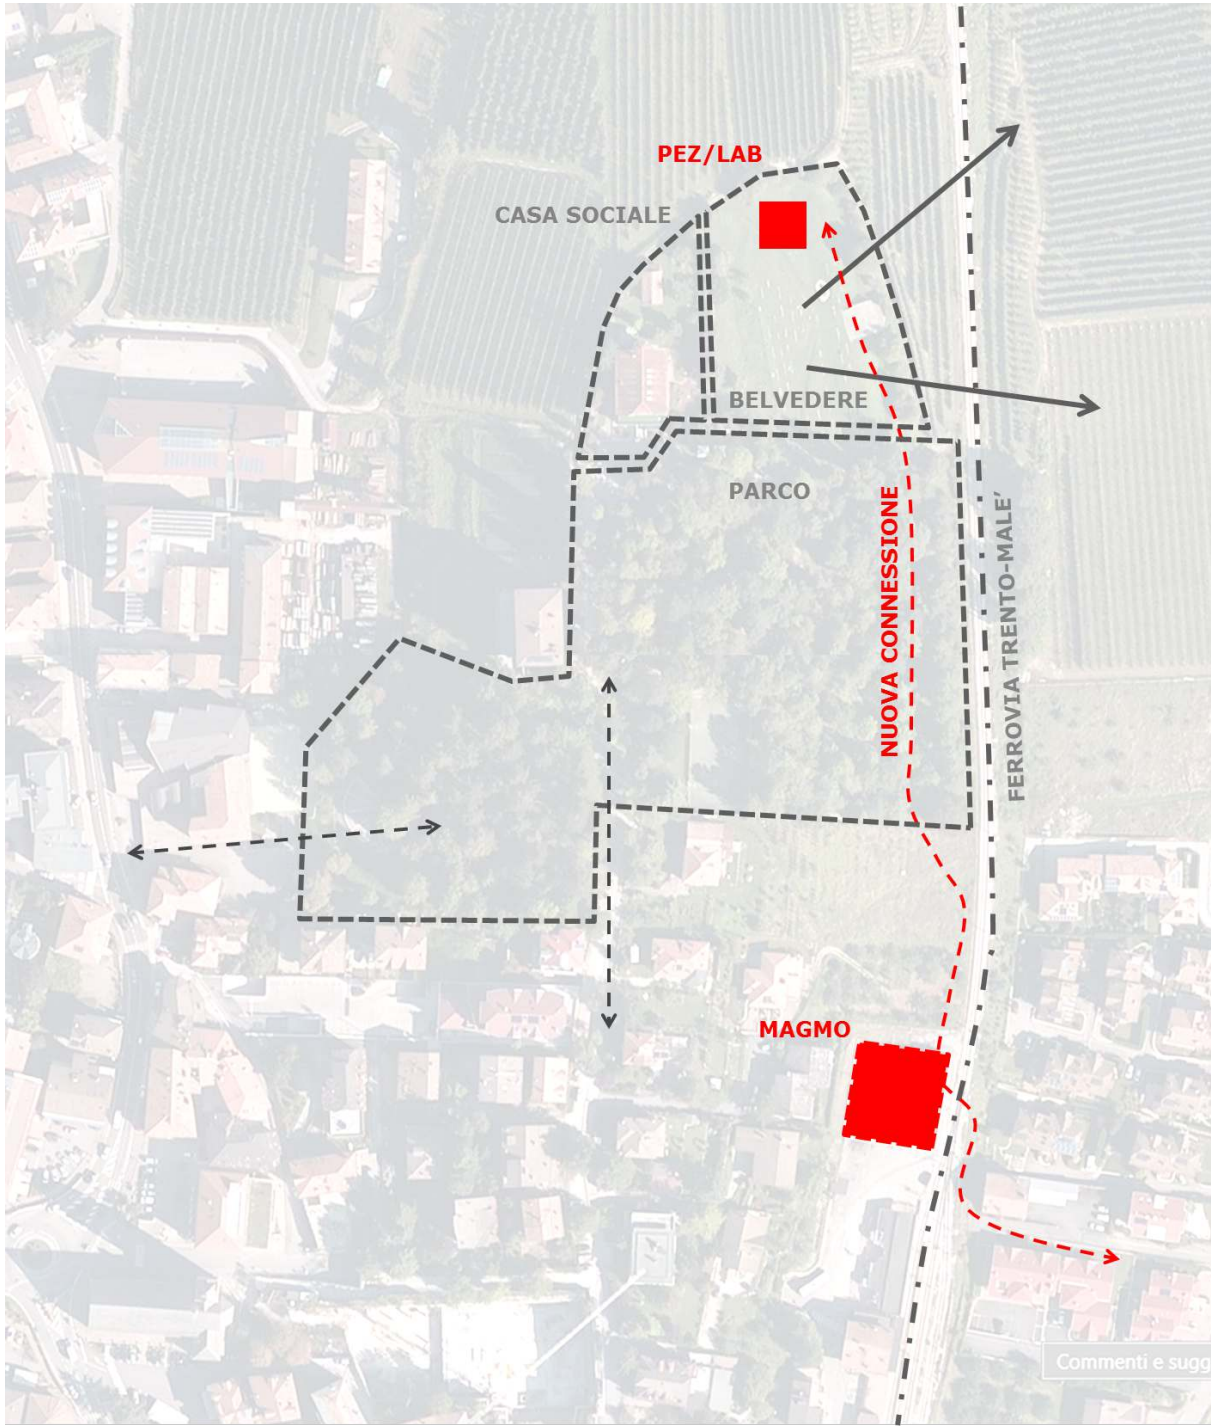 PEZ/LAB
CASA SOCIALE
BELVEDERE
PARCO
NUOVA CONNESSIONE
FERROVIA TRENTO-MALE'
MAGMO
Commenti e sugg